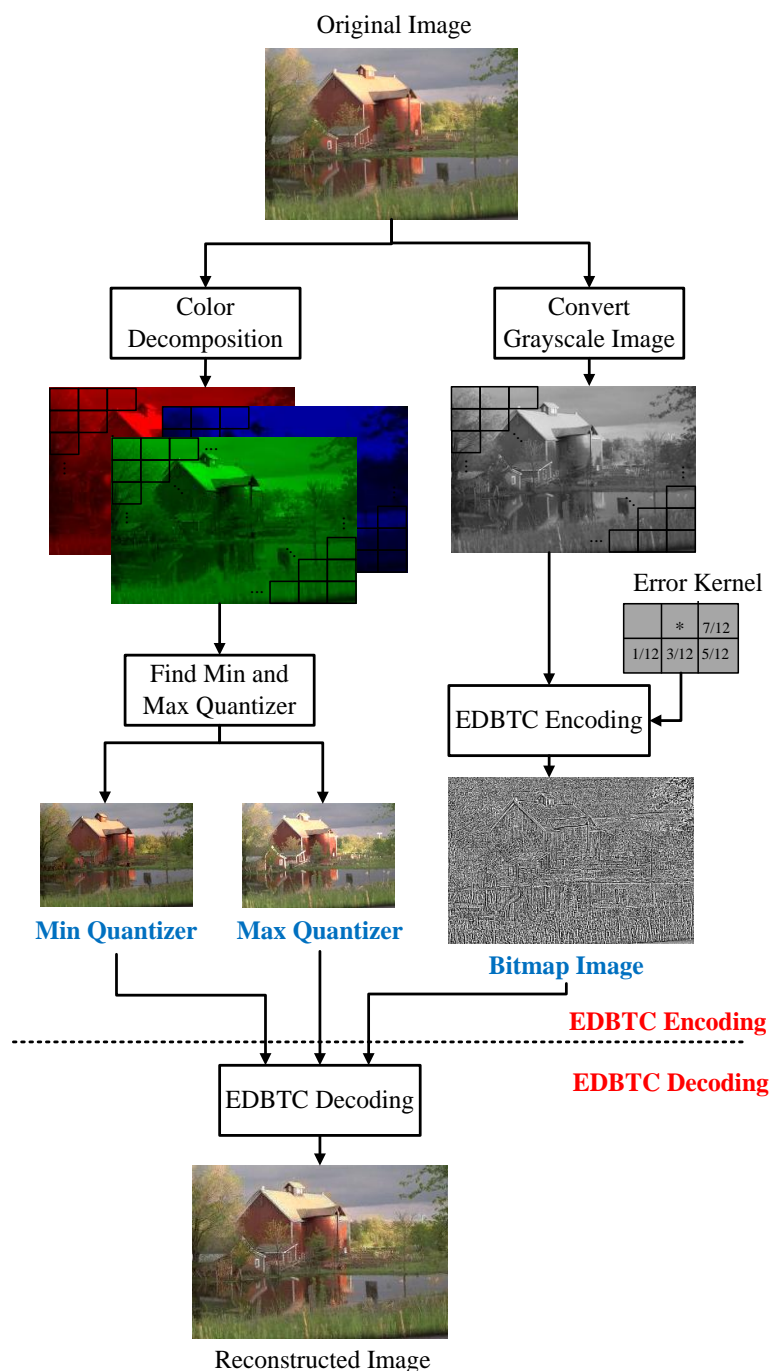 Original Image
Color
Decomposition
Convert
Grayscale Image
...
...
Error Kernel
* 7/12
1/12 3/12 5/12
Find Min and
Max Quantizer
EDBTC Encoding
Min Quantizer
Max Quantizer
Bitmap Image
EDBTC Encoding
EDBTC Decoding
EDBTC Decoding
Reconstructed Image